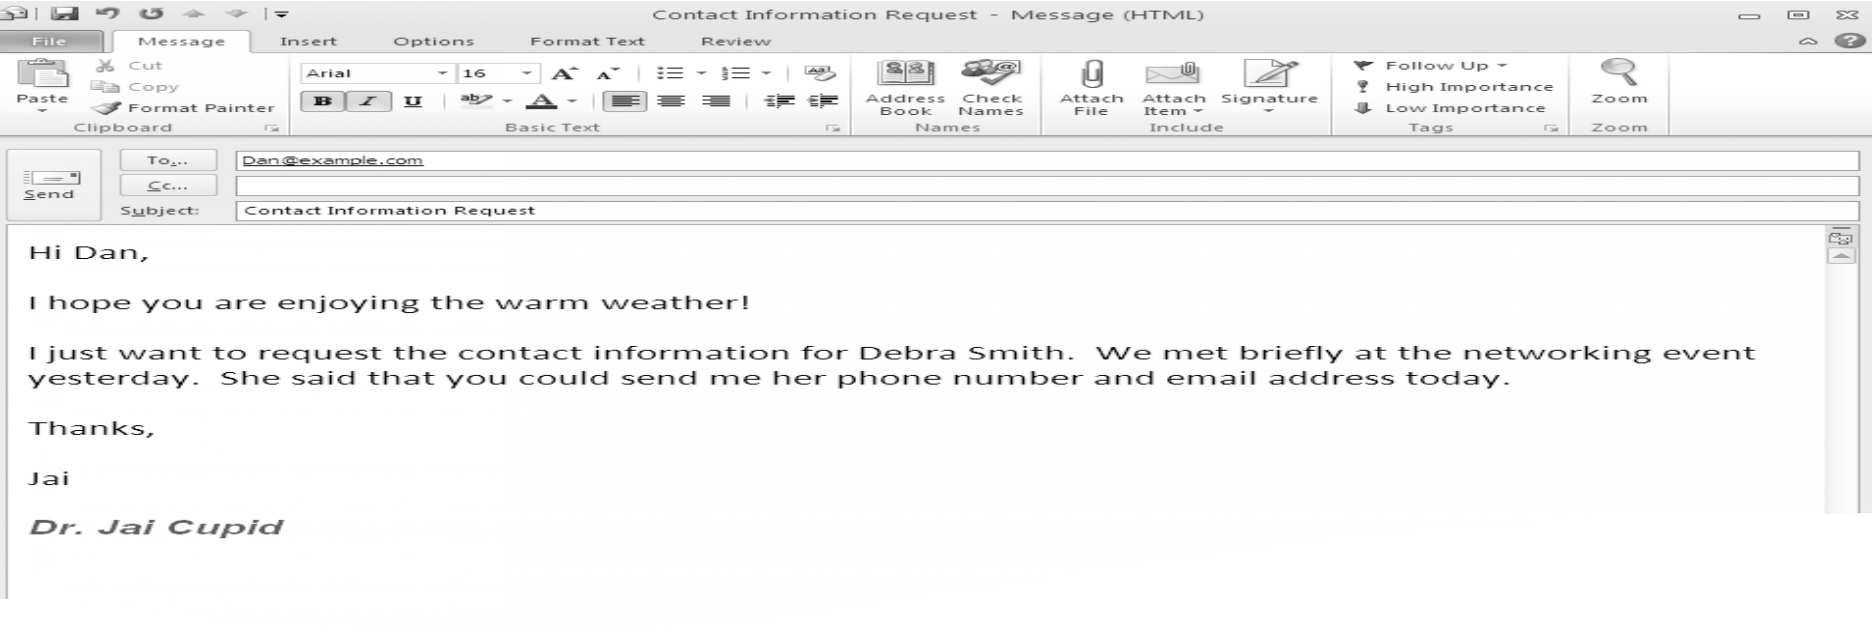 Contact Information Request - Message (HTML)
File Message Insert Options Format Text Review
Paste
Cut
Copy
Format Painter
Clipboard
Arial 16
B I U ab A
Basic Text
Address Book
Check Names
Names
Attach File
Attach Item
Signature
Include
Follow Up
High Importance
Low Importance
Tags
Zoom
Zoom
Send
To... Dan@example.com
Cc...
Subject: Contact Information Request
Hi Dan,
I hope you are enjoying the warm weather!
I just want to request the contact information for Debra Smith.  We met briefly at the networking event
yesterday.  She said that you could send me her phone number and email address today.
Thanks,
Jai
Dr. Jai Cupid